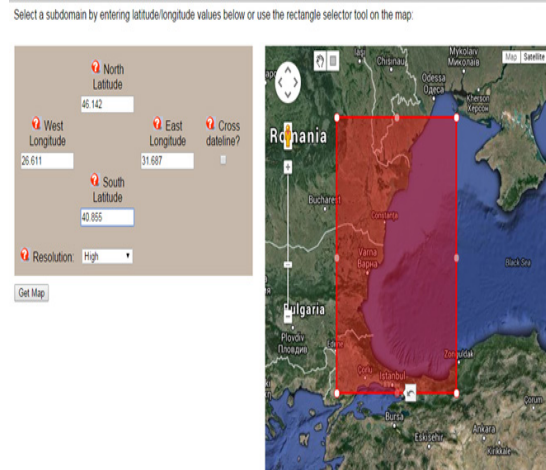 Select a subdomain by entering latitude/longitude values below or use the rectangle selector tool on the map:
? North
Latitude
46.142
? West
Longitude
? East
Longitude
? Cross
dateline?
26.611
31.687
? South
Latitude
40.855
? Resolution: High
Get Map
Map Satellite
Iași
Chisinau
Mykolaiv
Миколаїв
Odessa
Одеса
Kherson
Херсон
Romania
Bucharest
Constanța
Varna
Варна
Black Sea
Bulgaria
Plovdiv
Пловдив
Zonguldak
Çorlu
Istanbul
Bursa
Eskişehir
Ankara
Kırıkkale
Çorum